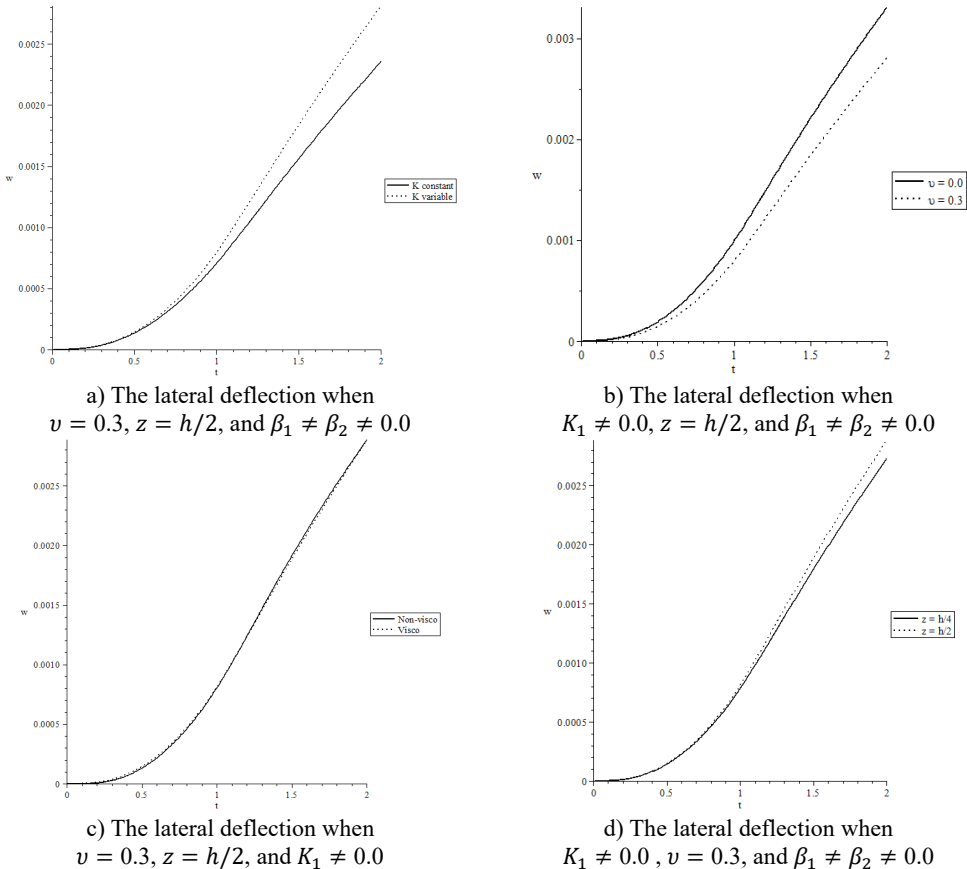 0.0025
0.0020
0.0015
w
0.0010
0.0005
0
0 0.5 1 1.5 2
t
K constant
K variable
a) The lateral deflection when
υ = 0.3, z = h/2, and β₁ ≠ β₂ ≠ 0.0
0.003
0.002
w
0.001
0
0 0.5 1 1.5 2
t
υ = 0.0
υ = 0.3
b) The lateral deflection when
K₁ ≠ 0.0, z = h/2, and β₁ ≠ β₂ ≠ 0.0
0.0025
0.0020
0.0015
w
0.0010
0.0005
0
0 0.5 1 1.5 2
t
Non-visco
Visco
c) The lateral deflection when
υ = 0.3, z = h/2, and K₁ ≠ 0.0
0.0025
0.0020
0.0015
w
0.0010
0.0005
0
0 0.5 1 1.5 2
t
z = h/4
z = h/2
d) The lateral deflection when
K₁ ≠ 0.0 , υ = 0.3, and β₁ ≠ β₂ ≠ 0.0